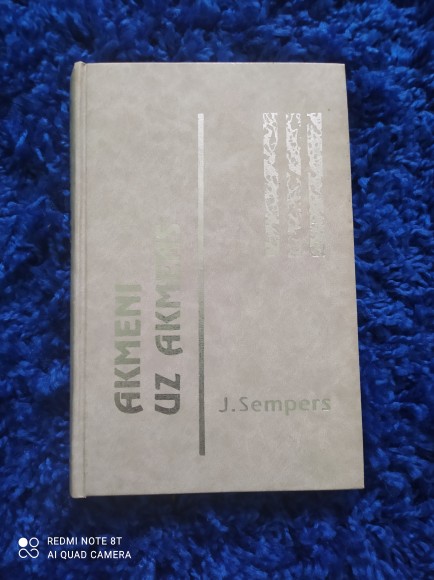 AKMENI
UZ AKMENS
J.Sempers
REDMI NOTE 8T
AI QUAD CAMERA